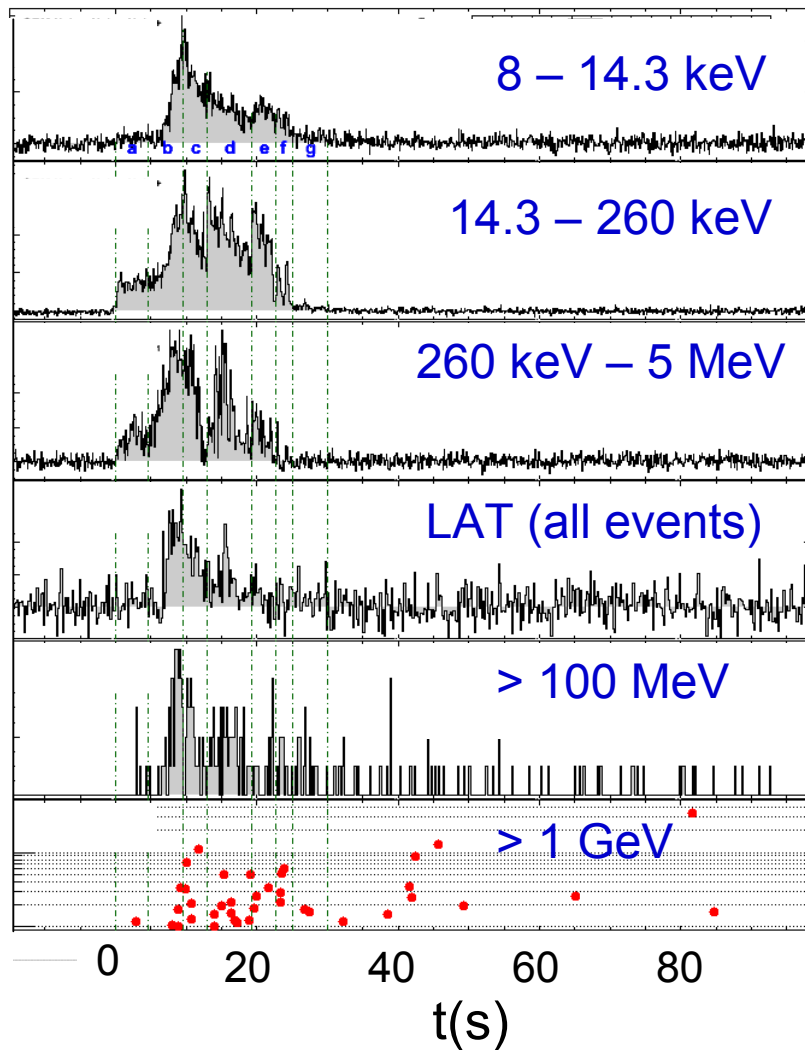 8 – 14.3 keV
a b c d e f g
14.3 – 260 keV
260 keV – 5 MeV
LAT (all events)
> 100 MeV
> 1 GeV
0 20 40 60 80
t(s)